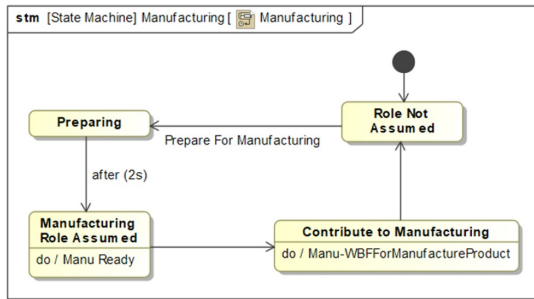 stm [State Machine] Manufacturing [ Manufacturing ]
Role Not
Assumed
Preparing
Prepare For Manufacturing
after (2s)
Manufacturing
Role Assumed
do / Manu Ready
Contribute to Manufacturing
do / Manu-WBFForManufactureProduct